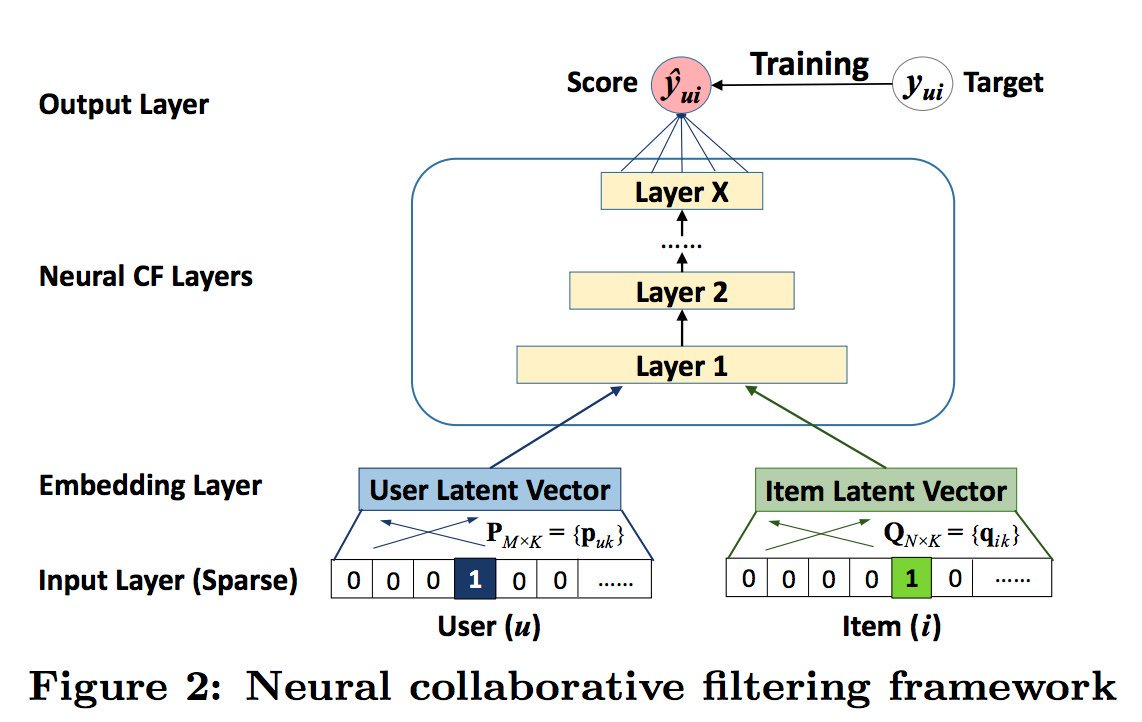 Output Layer
Score ŷui Training yui Target
Layer X
......
Neural CF Layers
Layer 2
Layer 1
Embedding Layer
User Latent Vector
Item Latent Vector
PM×K = {puk}
QN×K = {qik}
Input Layer (Sparse)
0 0 0 1 0 0 ......
0 0 0 0 1 0 ......
User (u)
Item (i)
Figure 2: Neural collaborative filtering framework